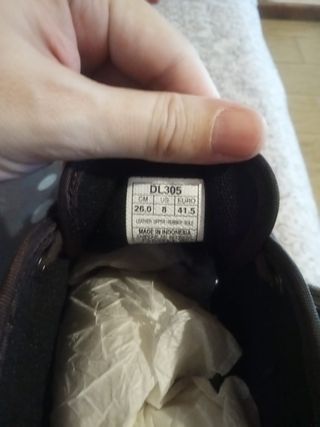 DL305
CM US EURO
26.0 8 41.5
LEATHER UPPER / RUBBER SOLE
MADE IN INDONESIA